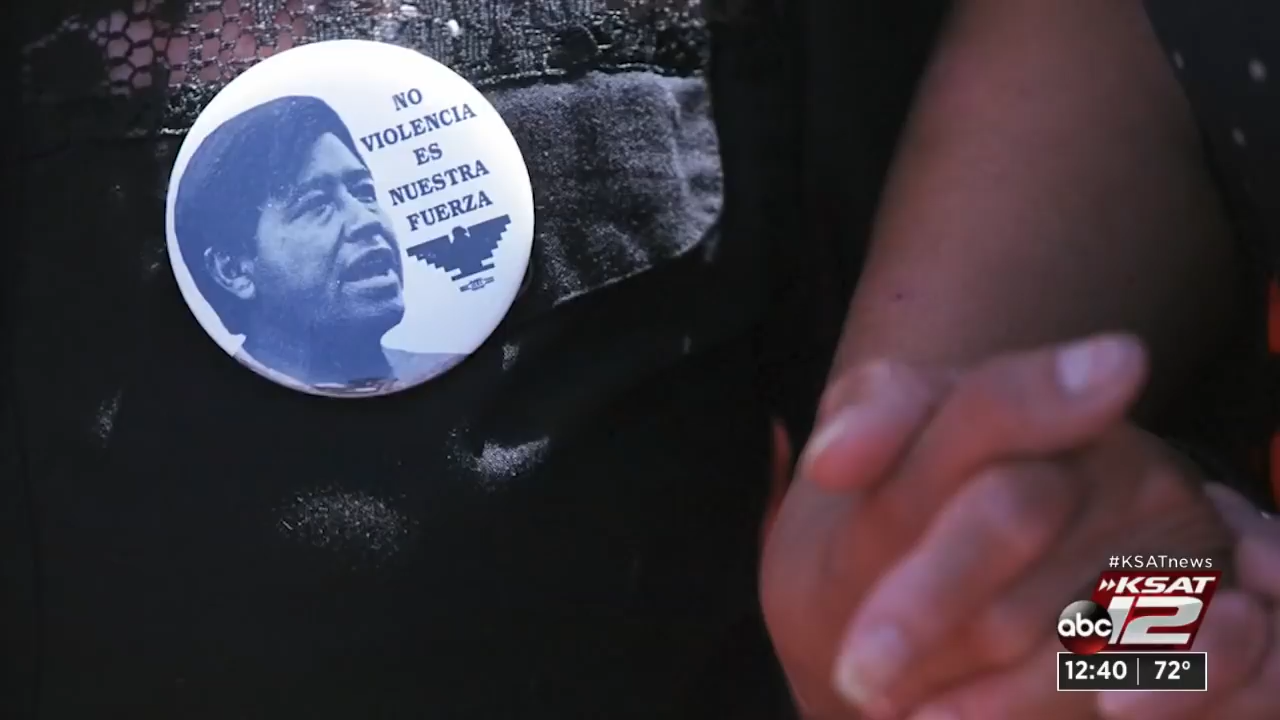 NO
VIOLENCIA
ES
NUESTRA
FUERZA
#KSATnews
KSAT
abc 12
12:40 72°